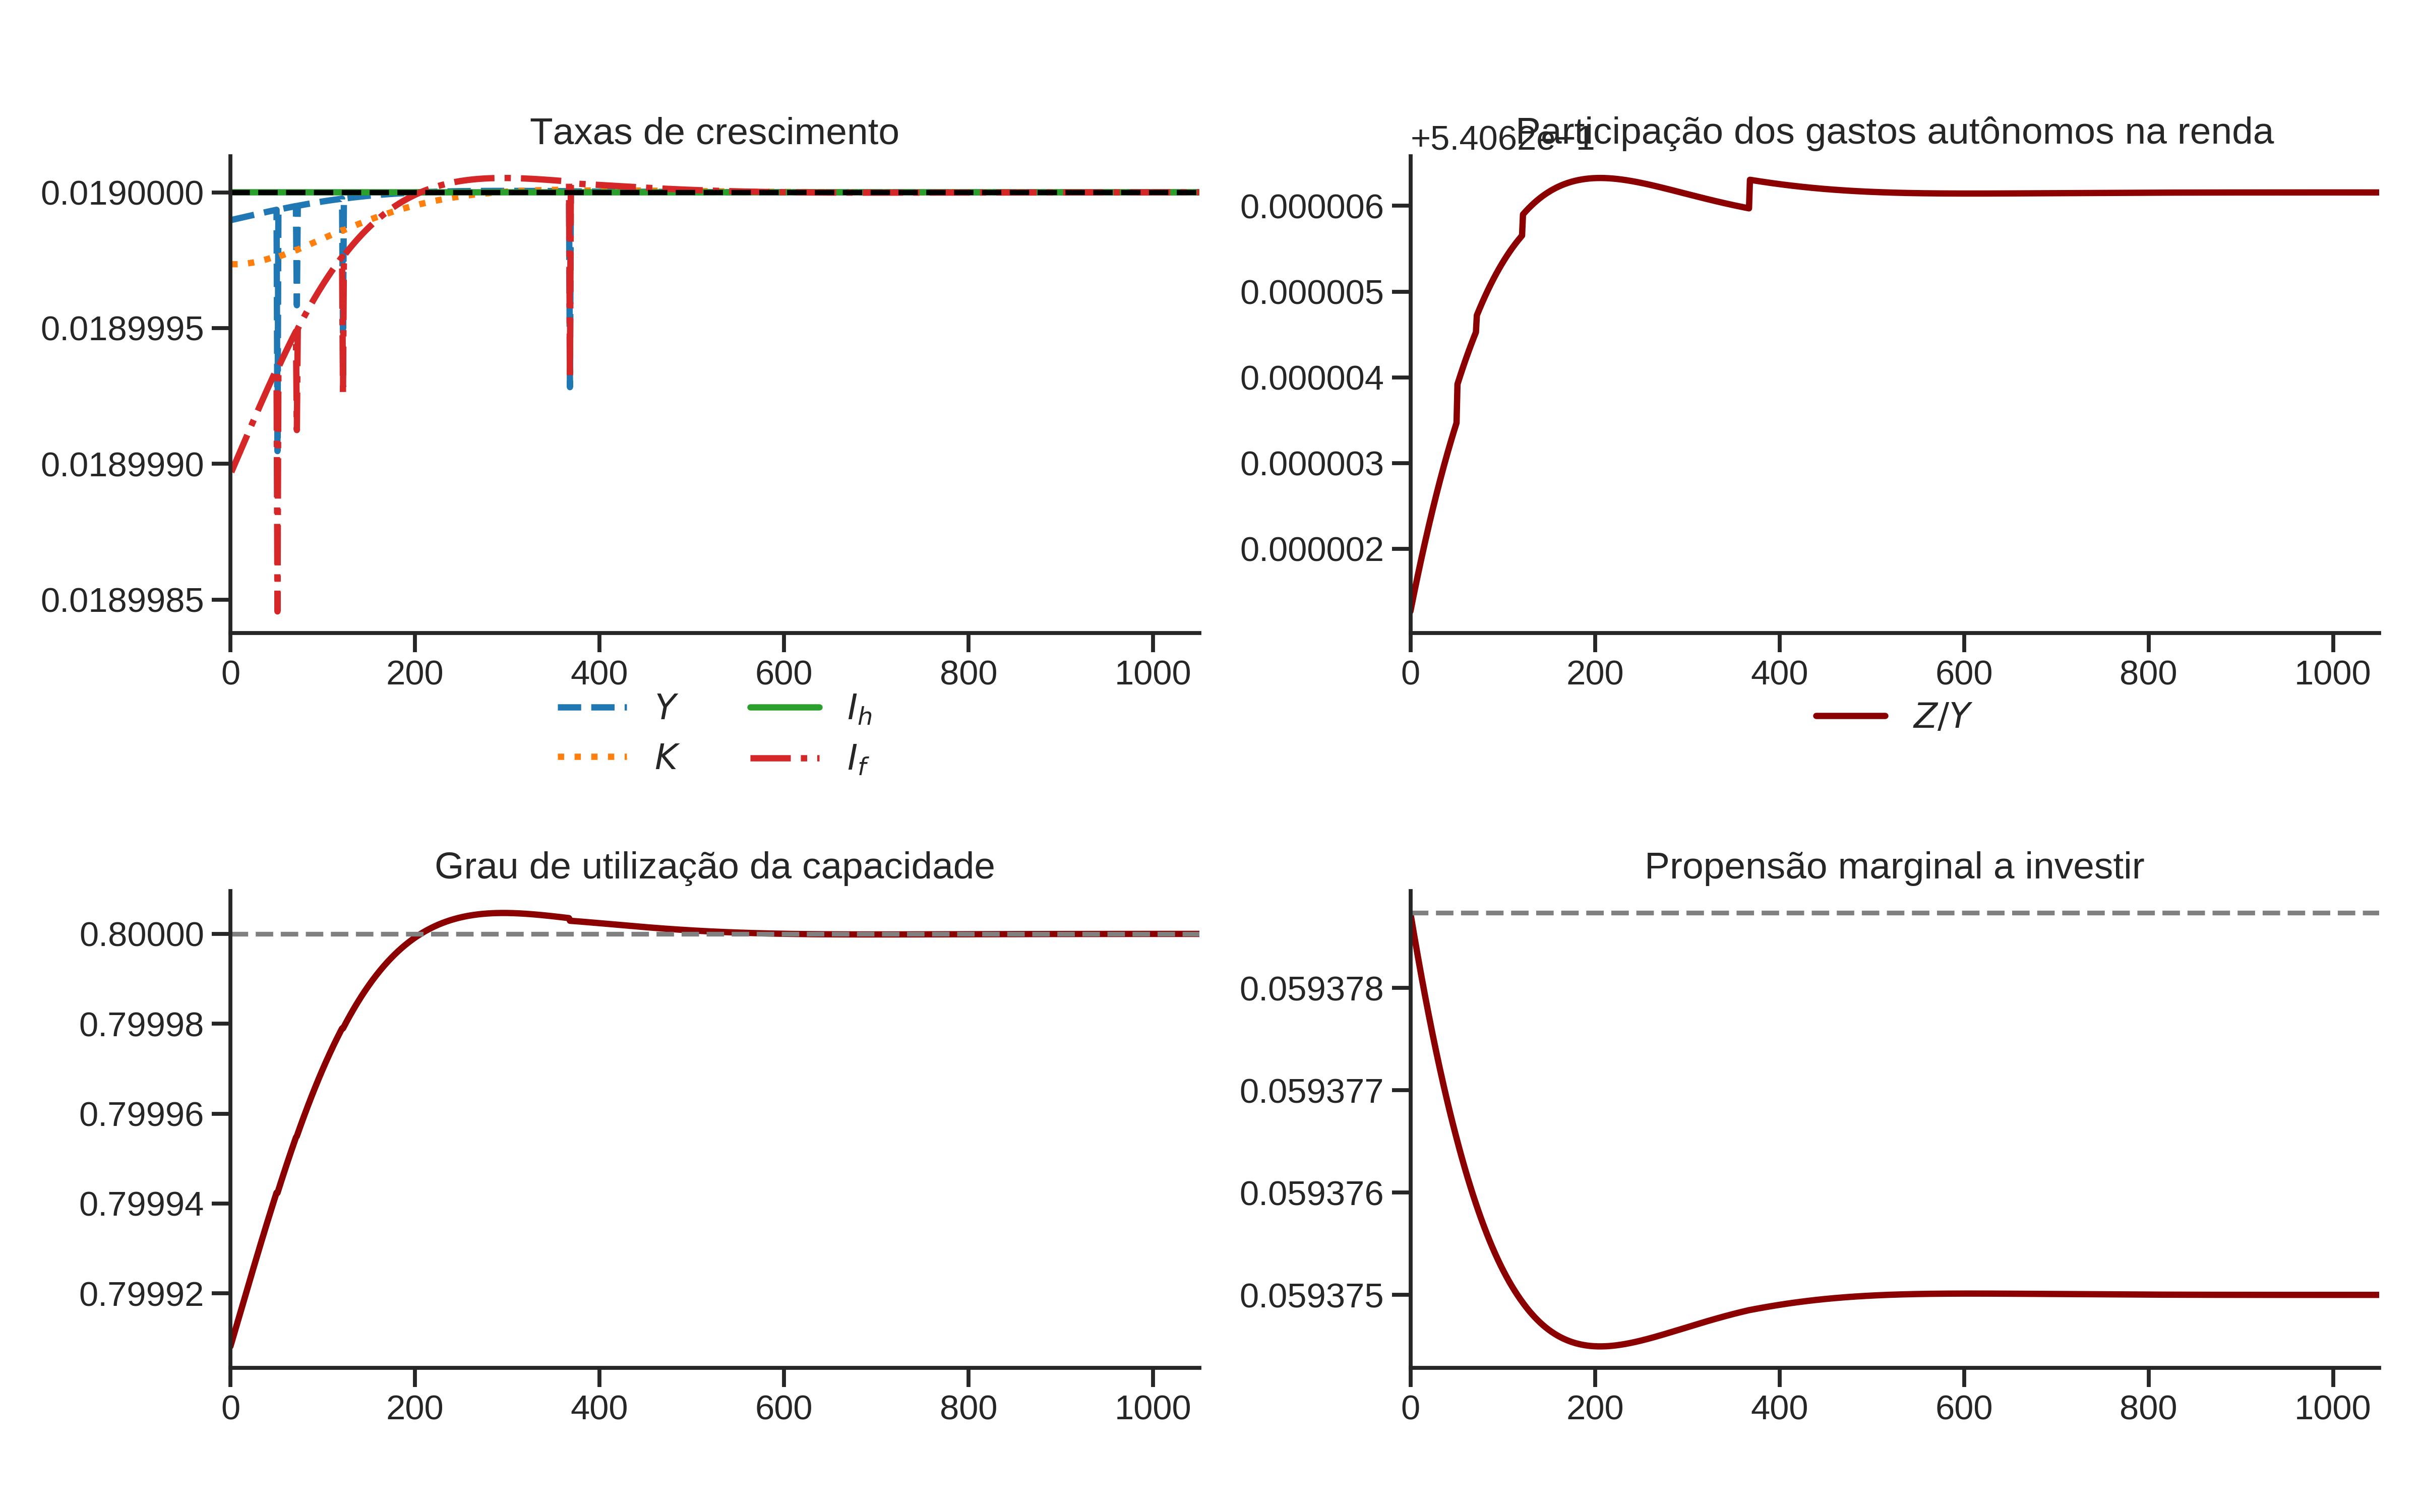 Taxas de crescimento
0.0190000
0.0189995
0.0189990
0.0189985
0 200 400 600 800 1000
Y I_h
K I_f
+5.4062e−1
Participação dos gastos autônomos na renda
0.000006
0.000005
0.000004
0.000003
0.000002
0 200 400 600 800 1000
Z/Y
Grau de utilização da capacidade
0.80000
0.79998
0.79996
0.79994
0.79992
0 200 400 600 800 1000
Propensão marginal a investir
0.059378
0.059377
0.059376
0.059375
0 200 400 600 800 1000